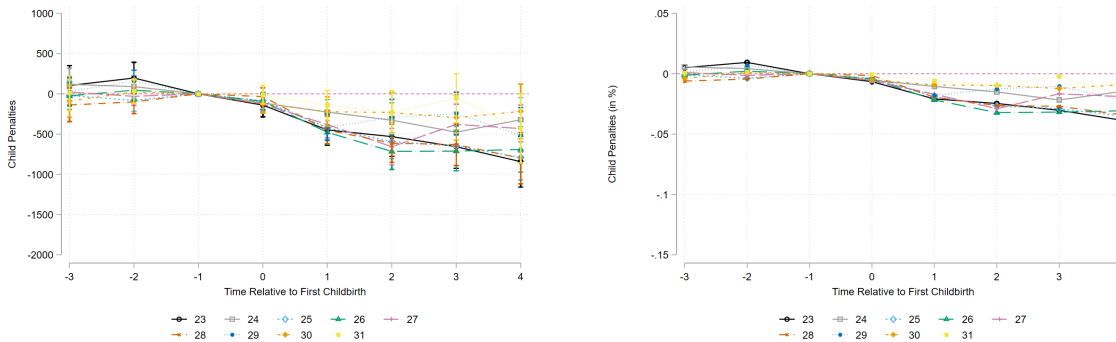 1000
500
0
-500
-1000
-1500
-2000
Child Penalties
-3 -2 -1 0 1 2 3 4
Time Relative to First Childbirth
23 24 25 26 27
28 29 30 31
.05
0
-.05
-.1
-.15
Child Penalties (in %)
-3 -2 -1 0 1 2 3
Time Relative to First Childbirth
23 24 25 26 27
28 29 30 31